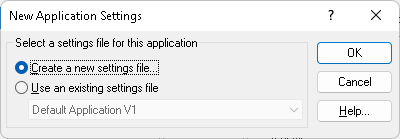 New Application Settings
Select a settings file for this application
Create a new settings file...
Use an existing settings file
Default Application V1
OK
Cancel
Help...